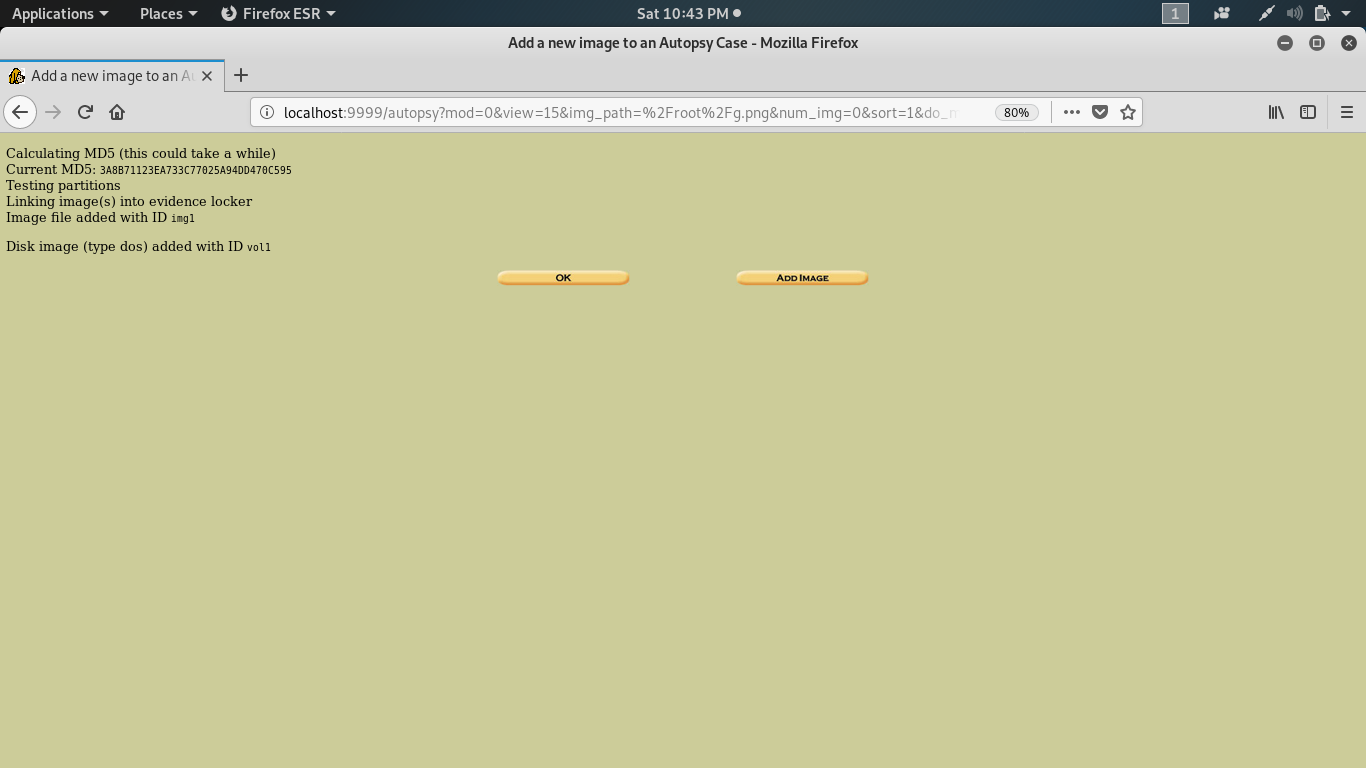 Applications Places Firefox ESR Sat 10:43 PM 1
Add a new image to an Autopsy Case - Mozilla Firefox
Add a new image to an Au
localhost:9999/autopsy?mod=0&view=15&img_path=%2Froot%2Fg.png&num_img=0&sort=1&do_m 80%
Calculating MD5 (this could take a while)
Current MD5: 3A8B71123EA733C77025A94DD470C595
Testing partitions
Linking image(s) into evidence locker
Image file added with ID img1
Disk image (type dos) added with ID vol1
OK ADD IMAGE